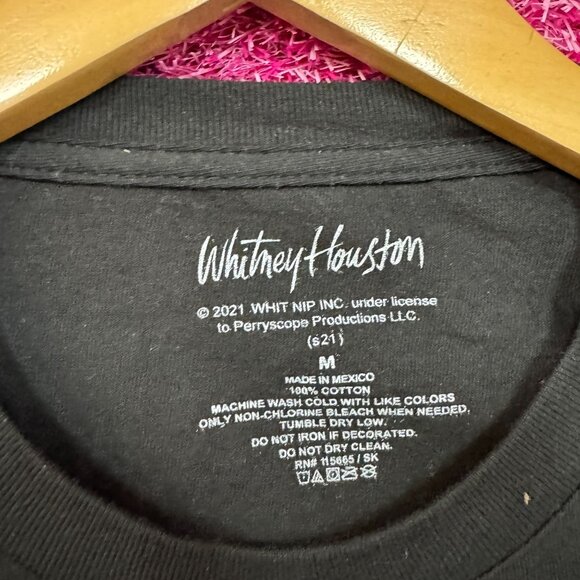 Whitney Houston
© 2021 WHIT NIP INC. under license
to Perryscope Productions LLC.
(s21)
M
MADE IN MEXICO
100% COTTON
MACHINE WASH COLD WITH LIKE COLORS
ONLY NON-CHLORINE BLEACH WHEN NEEDED.
TUMBLE DRY LOW.
DO NOT IRON IF DECORATED.
DO NOT DRY CLEAN.
RN# 115665 / SK